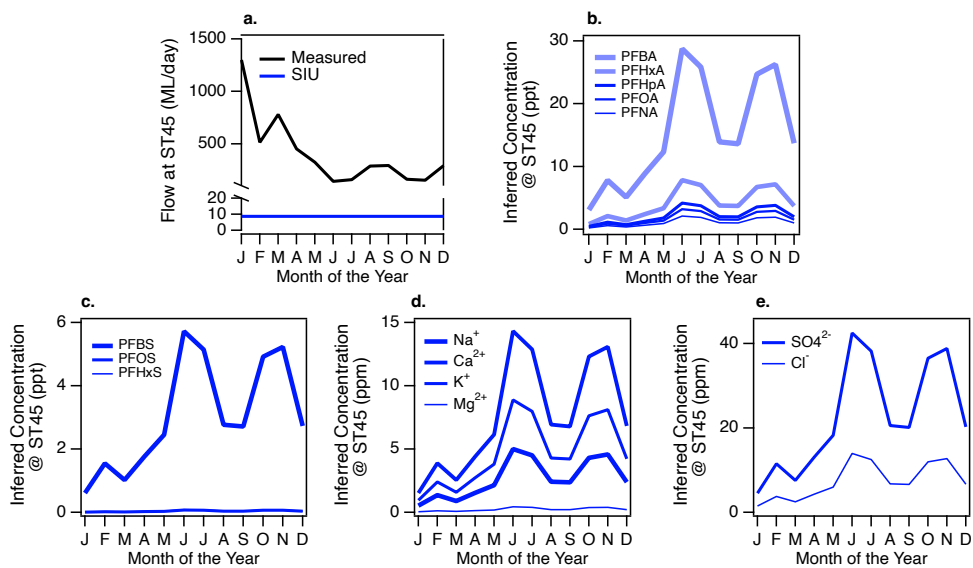 a.
Flow at ST45 (ML/day)
1500
1000
500
20
10
0
Measured
SIU
J F M A M J J A S O N D
Month of the Year
b.
Inferred Concentration
@ ST45 (ppt)
30
20
10
0
PFBA
PFHxA
PFHpA
PFOA
PFNA
J F M A M J J A S O N D
Month of the Year
c.
Inferred Concentration
@ ST45 (ppt)
6
4
2
0
PFBS
PFOS
PFHxS
J F M A M J J A S O N D
Month of the Year
d.
Inferred Concentration
@ ST45 (ppm)
15
10
5
0
Na⁺
Ca²⁺
K⁺
Mg²⁺
J F M A M J J A S O N D
Month of the Year
e.
Inferred Concentration
@ ST45 (ppm)
40
20
0
SO4²⁻
Cl⁻
J F M A M J J A S O N D
Month of the Year